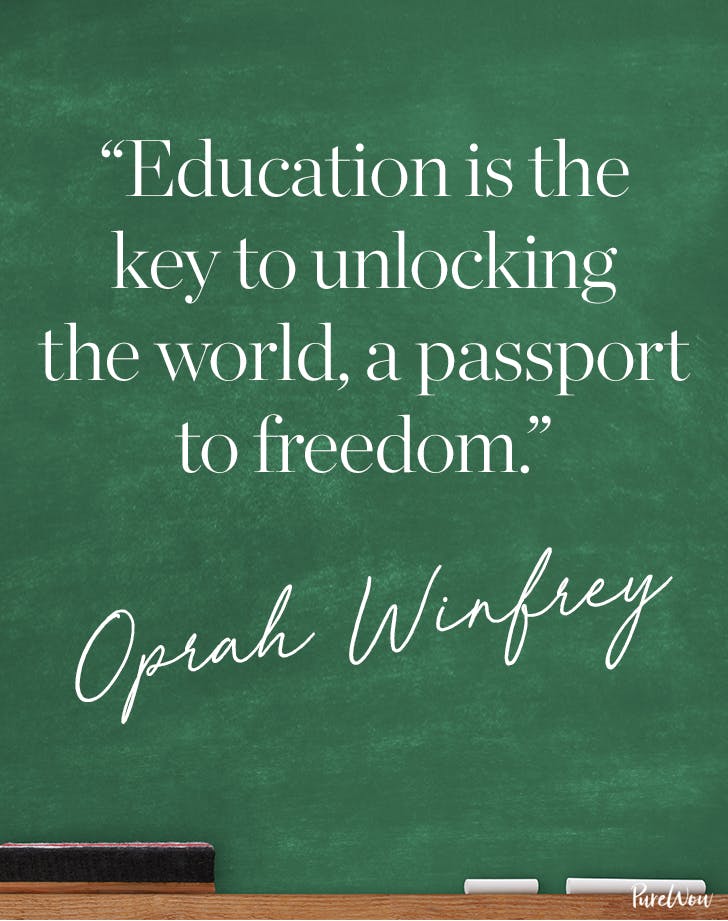 “Education is the
key to unlocking
the world, a passport
to freedom.”
Oprah Winfrey
PureWow